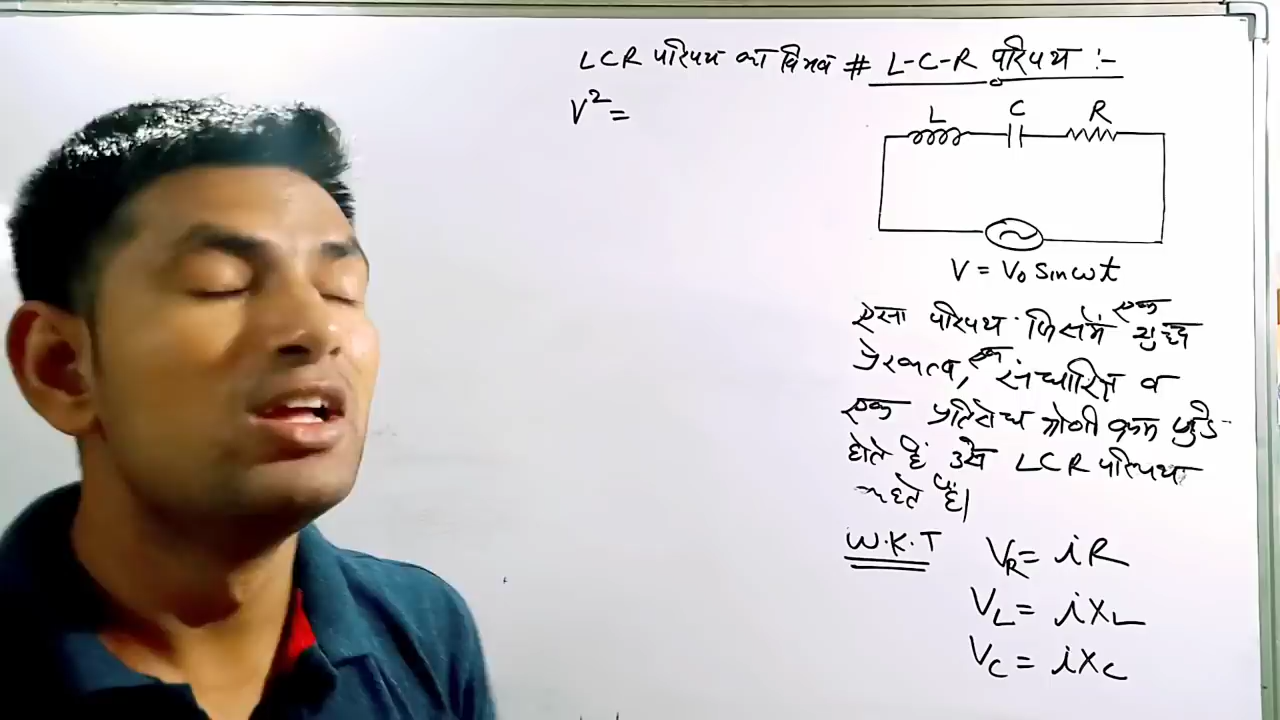 LCR परिपथ का विभव
V² =
# L-C-R परिपथ :-
L C R
V = V₀ sinωt
ऐसा परिपथ जिसमें एक शुद्ध
प्रेरकत्व, एक संधारित्र व
एक प्रतिरोध श्रेणी क्रम जुड़े
होते हैं उसे LCR परिपथ
कहते हैं।
W.K.T
V_R = iR
V_L = iX_L
V_C = iX_C